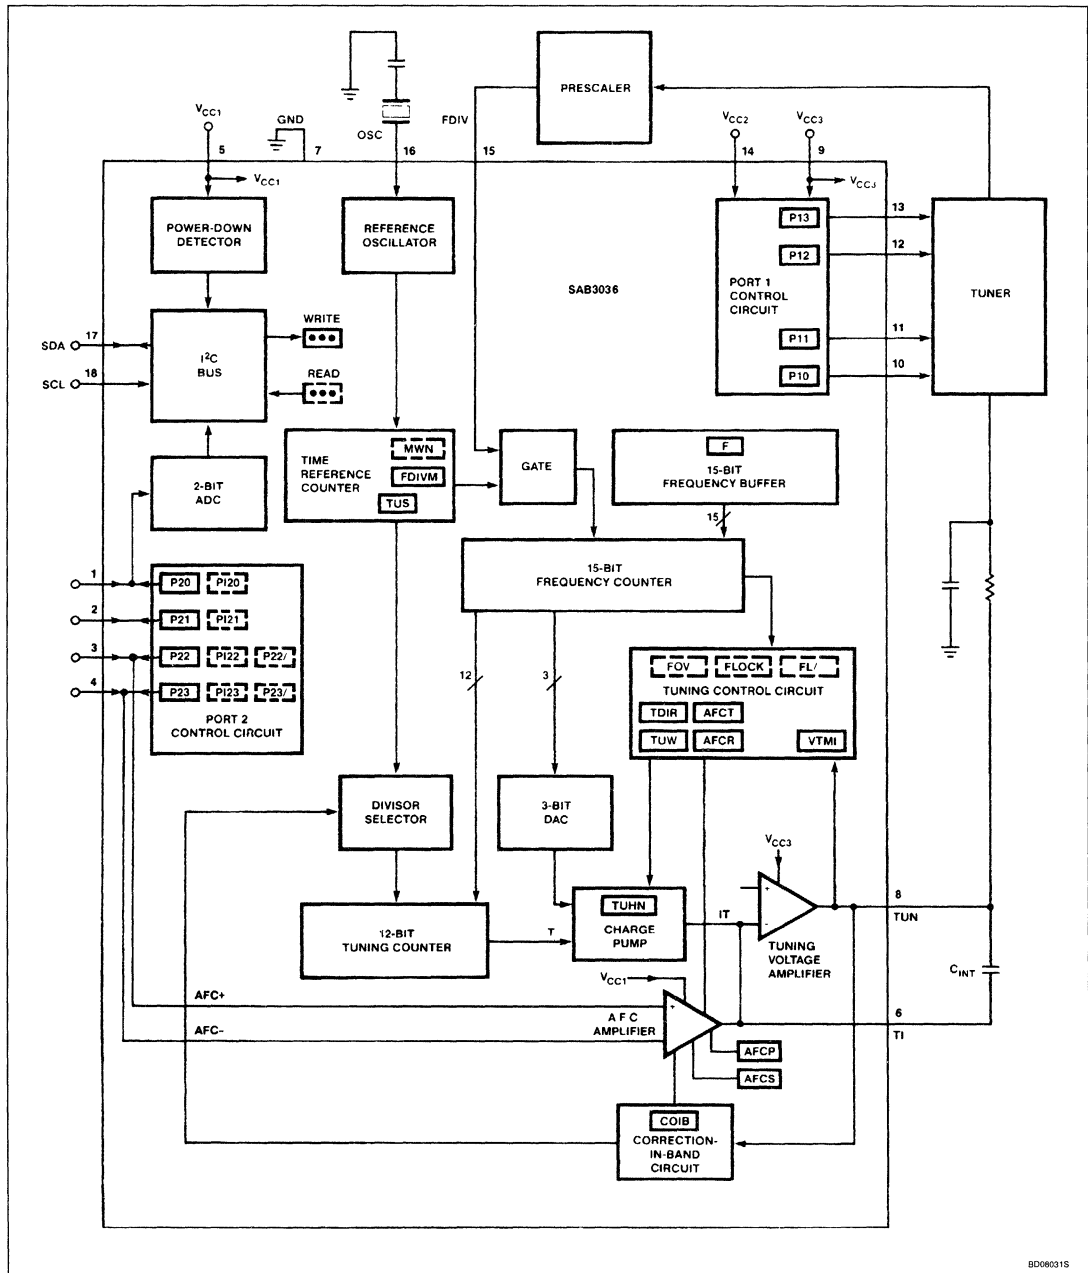 PRESCALER
VCC1
GND
OSC
FDIV
VCC2
VCC3
5
7
16
15
14
9
VCC1
VCC3
POWER-DOWN
DETECTOR
REFERENCE
OSCILLATOR
P13
13
P12
12
SAB3036
PORT 1
CONTROL
CIRCUIT
TUNER
P11
11
P10
10
SDA
17
SCL
18
I2C
BUS
WRITE
READ
TIME
REFERENCE
COUNTER
MWN
FDIVM
TUS
GATE
F
15-BIT
FREQUENCY BUFFER
2-BIT
ADC
15
15-BIT
FREQUENCY COUNTER
1
P20
PI20
2
P21
PI21
3
P22
PI22
P22/
4
P23
PI23
P23/
PORT 2
CONTROL CIRCUIT
12
3
FOV
FLOCK
FL/
TUNING CONTROL CIRCUIT
TDIR
AFCT
TUW
AFCR
VTMI
DIVISOR
SELECTOR
3-BIT
DAC
VCC3
12-BIT
TUNING COUNTER
T
TUHN
CHARGE
PUMP
IT
+
-
TUNING
VOLTAGE
AMPLIFIER
8
TUN
CINT
VCC1
AFC+
AFC-
AFC
AMPLIFIER
+
6
TI
AFCP
AFCS
COIB
CORRECTION-
IN-BAND
CIRCUIT
BD08031S